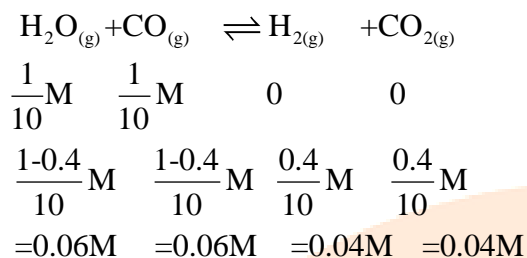 H₂O₍g₎+CO₍g₎ ⇌ H₂₍g₎ +CO₂₍g₎
1/10 M 1/10 M 0 0
1-0.4/10 M 1-0.4/10 M 0.4/10 M 0.4/10 M
=0.06M =0.06M =0.04M =0.04M